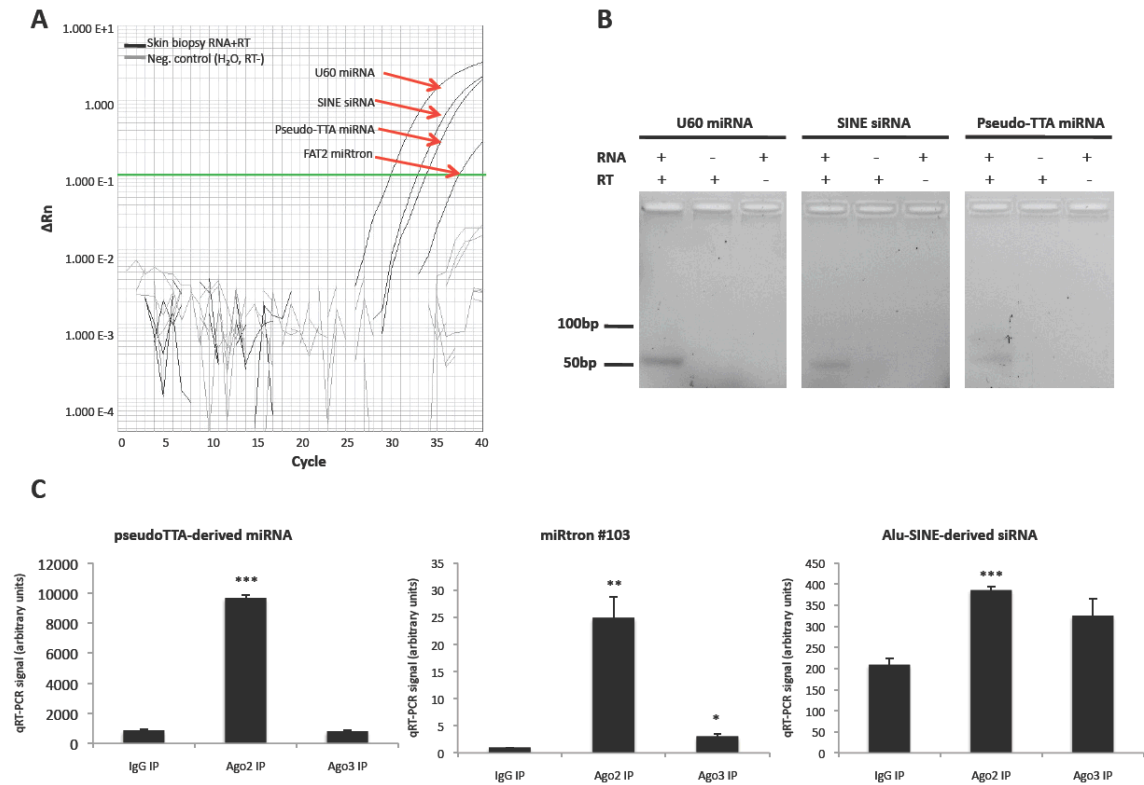 A
1.000 E+1
Skin biopsy RNA+RT
Neg. control (H₂O, RT-)
U60 miRNA
1.000
SINE siRNA
Pseudo-TTA miRNA
FAT2 miRtron
1.000 E-1
ΔRn
1.000 E-2
1.000 E-3
1.000 E-4
0 5 10 15 20 25 30 35 40
Cycle
B
U60 miRNA SINE siRNA Pseudo-TTA miRNA
RNA + - + + - + + - +
RT + + - + + - + + -
100bp
50bp
C
pseudoTTA-derived miRNA
qRT-PCR signal (arbitrary units)
12000
10000
8000
6000
4000
2000
0
***
IgG IP Ago2 IP Ago3 IP
miRtron #103
qRT-PCR signal (arbitrary units)
35
30
25
20
15
10
5
0
**
*
IgG IP Ago2 IP Ago3 IP
Alu-SINE-derived siRNA
qRT-PCR signal (arbitrary units)
450
400
350
300
250
200
150
100
50
0
***
IgG IP Ago2 IP Ago3 IP